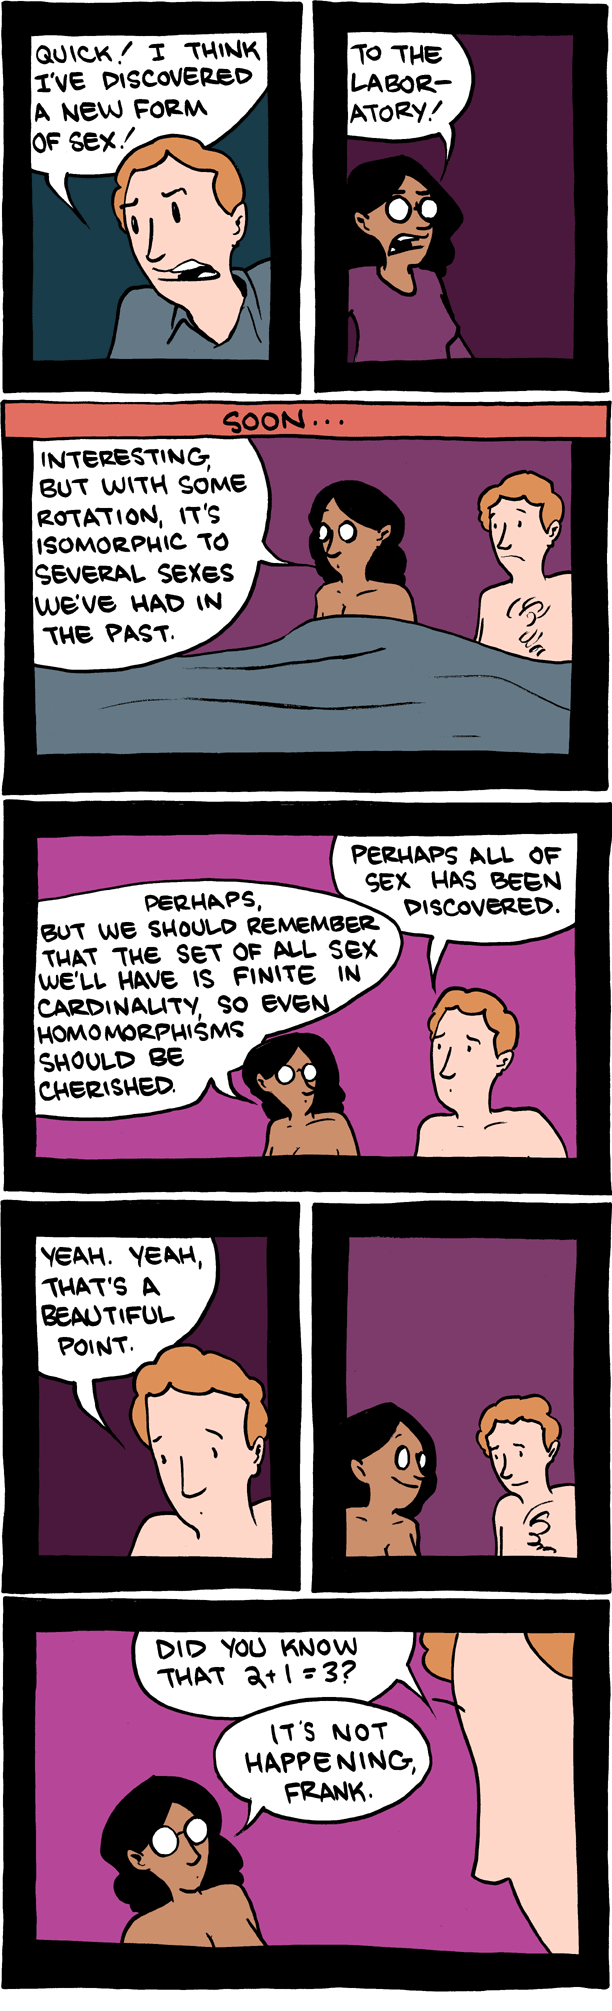 QUICK! I THINK
I'VE DISCOVERED
A NEW FORM
OF SEX!
TO THE
LABOR-
ATORY!
SOON...
INTERESTING,
BUT WITH SOME
ROTATION, IT'S
ISOMORPHIC TO
SEVERAL SEXES
WE'VE HAD IN
THE PAST.
PERHAPS ALL OF
SEX HAS BEEN
DISCOVERED.
PERHAPS,
BUT WE SHOULD REMEMBER
THAT THE SET OF ALL SEX
WE'LL HAVE IS FINITE IN
CARDINALITY, SO EVEN
HOMOMORPHISMS
SHOULD BE
CHERISHED.
YEAH. YEAH,
THAT'S A
BEAUTIFUL
POINT.
DID YOU KNOW
THAT 2+1=3?
IT'S NOT
HAPPENING,
FRANK.